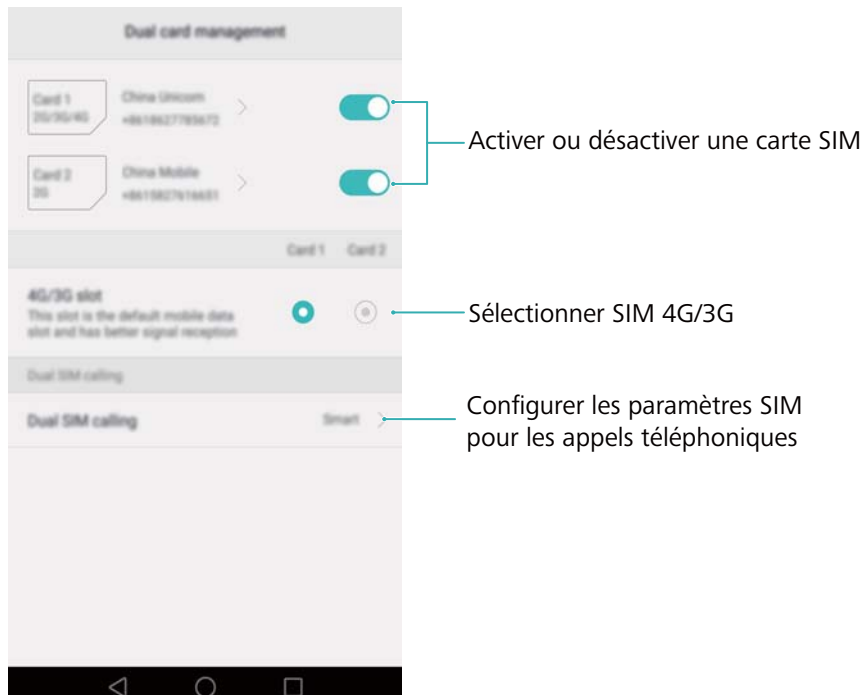 Dual card management
Card 1
2G/3G/4G
China Unicom
+8618627785672
Activer ou désactiver une carte SIM
Card 2
2G
China Mobile
Card 1 Card 2
4G/3G slot
This slot is the default mobile data
slot and has better signal reception
Sélectionner SIM 4G/3G
Dual SIM calling
Dual SIM calling
Smart
Configurer les paramètres SIM
pour les appels téléphoniques